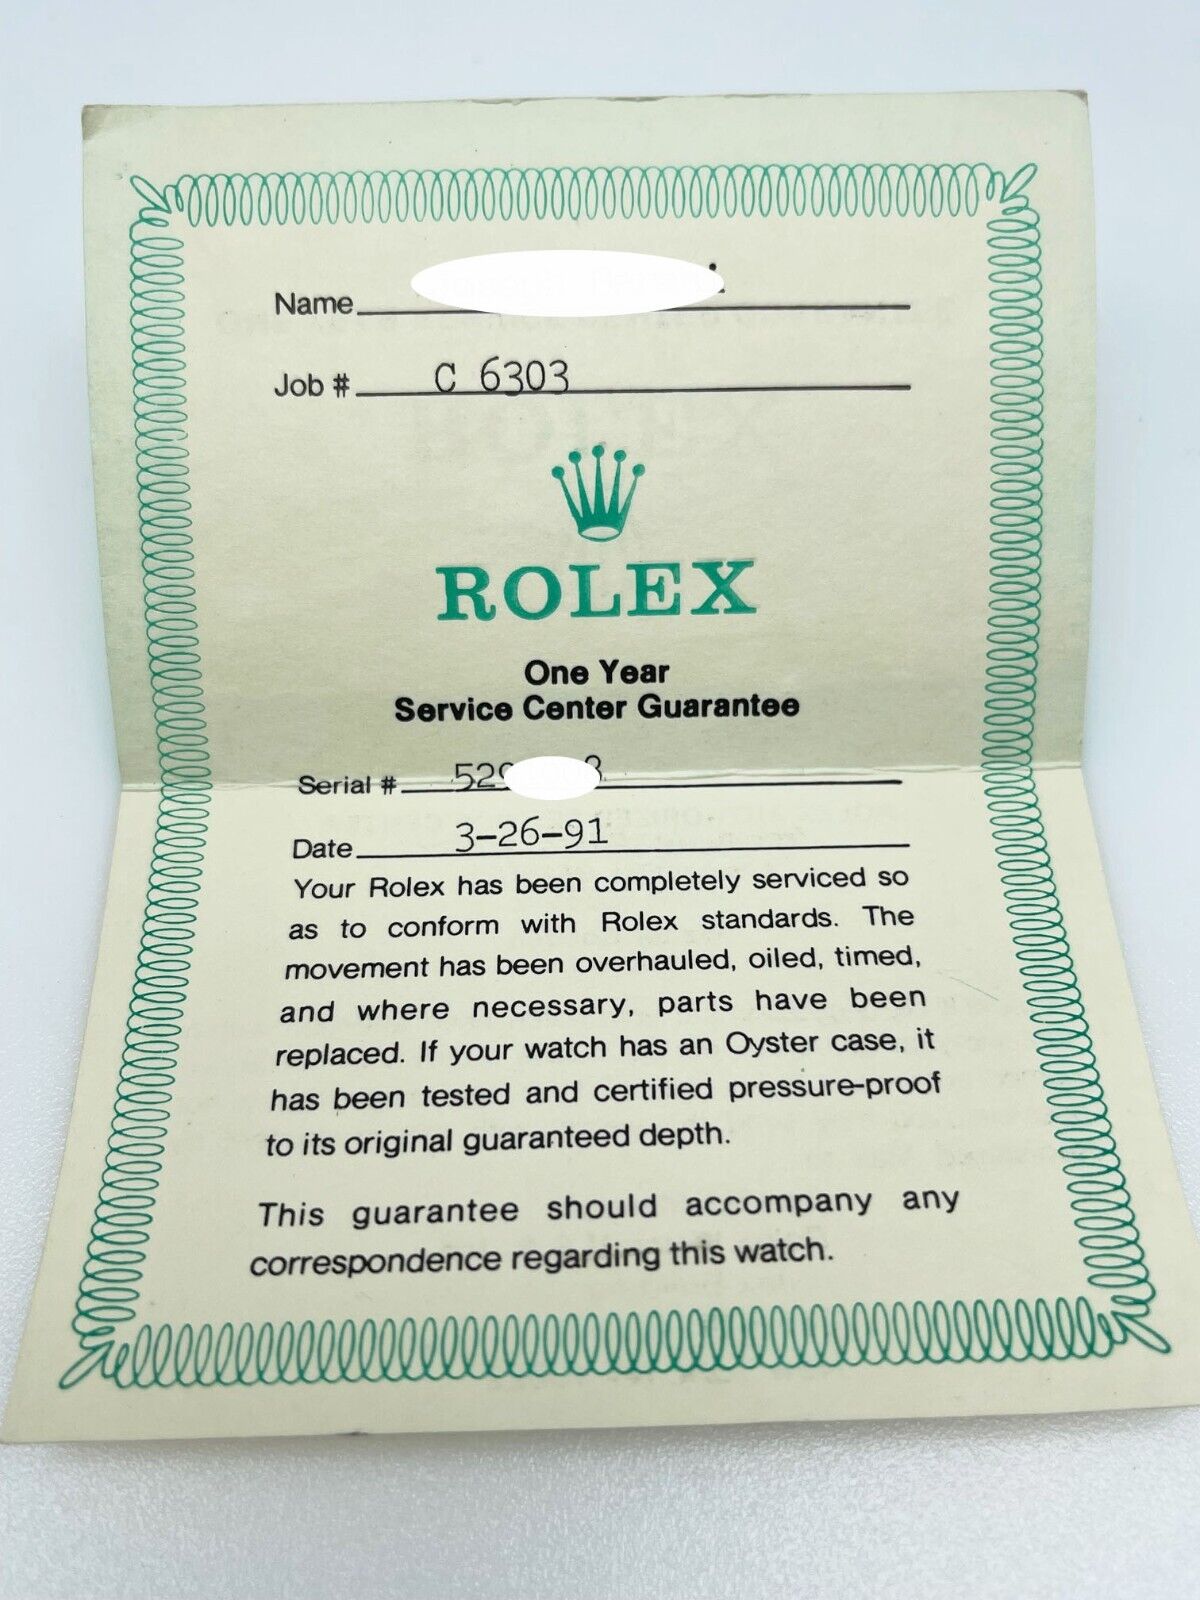 Name
Job # C 6303
ROLEX
One Year
Service Center Guarantee
Serial #
Date 3-26-91
Your Rolex has been completely serviced so
as to conform with Rolex standards. The
movement has been overhauled, oiled, timed,
and where necessary, parts have been
replaced. If your watch has an Oyster case, it
has been tested and certified pressure-proof
to its original guaranteed depth.
This guarantee should accompany any
correspondence regarding this watch.